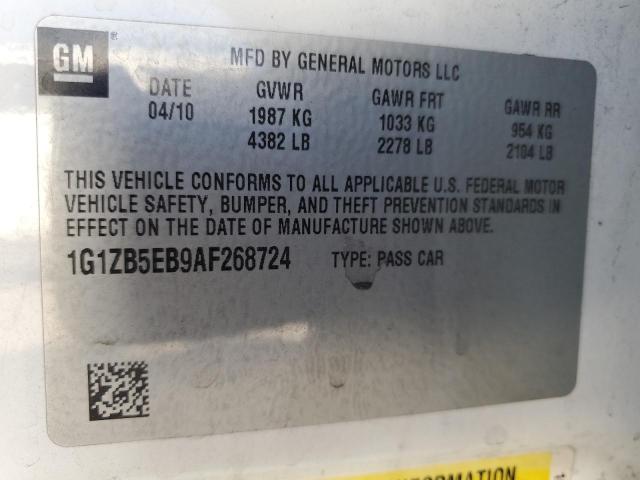 GM ®
MFD BY GENERAL MOTORS LLC
DATE GVWR GAWR FRT GAWR RR
04/10 1987 KG 1033 KG 954 KG
4382 LB 2278 LB 2104 LB
THIS VEHICLE CONFORMS TO ALL APPLICABLE U.S. FEDERAL MOTOR
VEHICLE SAFETY, BUMPER, AND THEFT PREVENTION STANDARDS IN
EFFECT ON THE DATE OF MANUFACTURE SHOWN ABOVE.
1G1ZB5EB9AF268724 TYPE: PASS CAR
INFORMATION